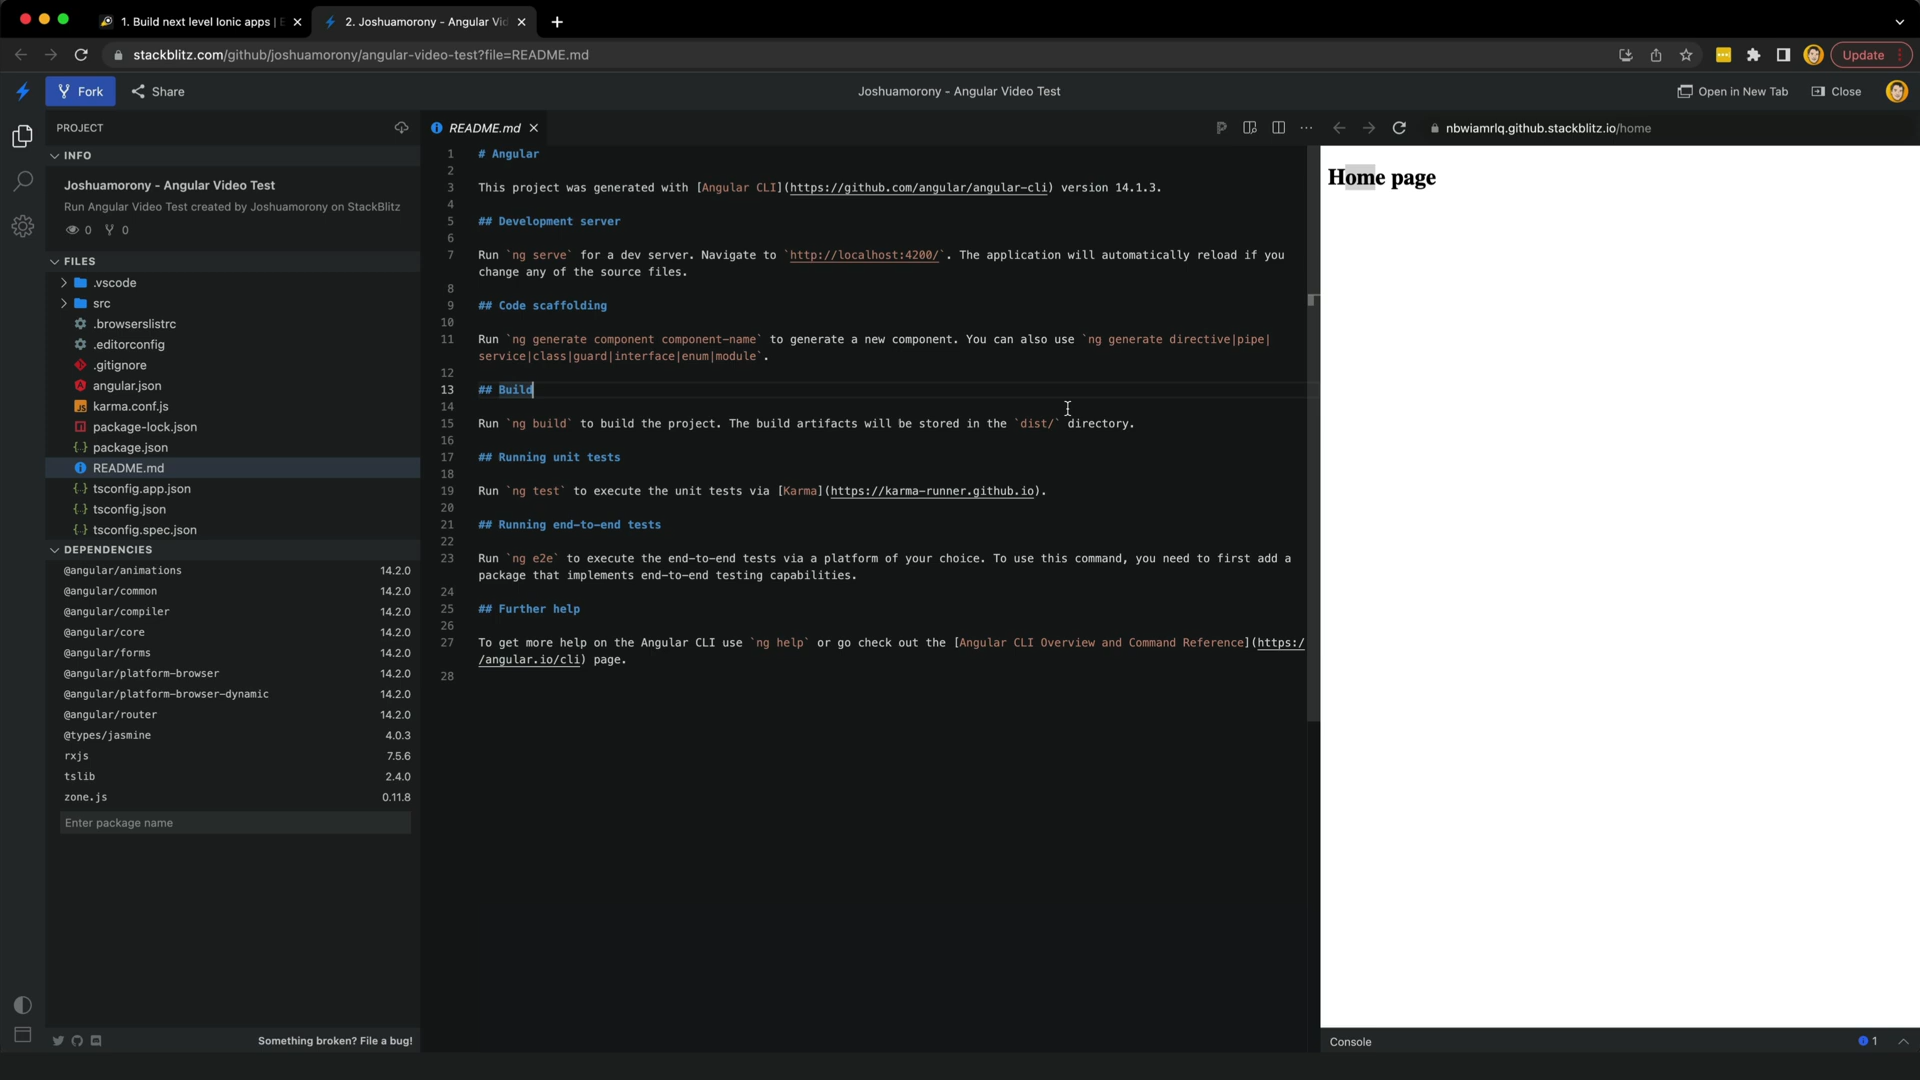 1. Build next level Ionic apps | E
2. Joshuamorony - Angular Vid
stackblitz.com/github/joshuamorony/angular-video-test?file=README.md
Update
Fork
Share
Joshuamorony - Angular Video Test
Open in New Tab
Close
PROJECT
INFO
Joshuamorony - Angular Video Test
Run Angular Video Test created by Joshuamorony on StackBlitz
0
0
FILES
.vscode
src
.browserslistrc
.editorconfig
.gitignore
angular.json
karma.conf.js
package-lock.json
package.json
README.md
tsconfig.app.json
tsconfig.json
tsconfig.spec.json
DEPENDENCIES
@angular/animations 14.2.0
@angular/common 14.2.0
@angular/compiler 14.2.0
@angular/core 14.2.0
@angular/forms 14.2.0
@angular/platform-browser 14.2.0
@angular/platform-browser-dynamic 14.2.0
@angular/router 14.2.0
@types/jasmine 4.0.3
rxjs 7.5.6
tslib 2.4.0
zone.js 0.11.8
Enter package name
Something broken? File a bug!
README.md
1 # Angular
2
3 This project was generated with [Angular CLI](https://github.com/angular/angular-cli) version 14.1.3.
4
5 ## Development server
6
7 Run `ng serve` for a dev server. Navigate to `http://localhost:4200/`. The application will automatically reload if you
change any of the source files.
8
9 ## Code scaffolding
10
11 Run `ng generate component component-name` to generate a new component. You can also use `ng generate directive|pipe|
service|class|guard|interface|enum|module`.
12
13 ## Build
14
15 Run `ng build` to build the project. The build artifacts will be stored in the `dist/` directory.
16
17 ## Running unit tests
18
19 Run `ng test` to execute the unit tests via [Karma](https://karma-runner.github.io).
20
21 ## Running end-to-end tests
22
23 Run `ng e2e` to execute the end-to-end tests via a platform of your choice. To use this command, you need to first add a
package that implements end-to-end testing capabilities.
24
25 ## Further help
26
27 To get more help on the Angular CLI use `ng help` or go check out the [Angular CLI Overview and Command Reference](https:/
/angular.io/cli) page.
28
nbwiamrlq.github.stackblitz.io/home
Home page
Console
1